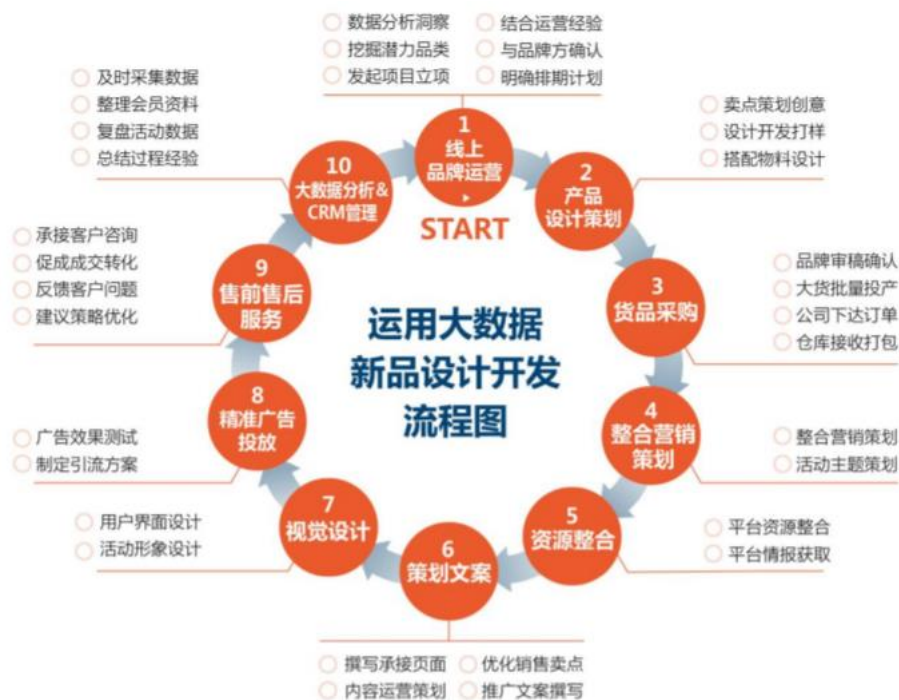 数据分析洞察
挖掘潜力品类
发起项目立项
结合运营经验
与品牌方确认
明确排期计划
1
线上
品牌运营
START
卖点策划创意
设计开发打样
搭配物料设计
2
产品
设计策划
品牌审稿确认
大货批量投产
公司下达订单
仓库接收打包
3
货品采购
整合营销策划
活动主题策划
4
整合营销
策划
平台资源整合
平台情报获取
5
资源整合
6
策划文案
撰写承接页面
内容运营策划
优化销售卖点
推广文案撰写
7
视觉设计
用户界面设计
活动形象设计
8
精准广告
投放
广告效果测试
制定引流方案
9
售前售后
服务
承接客户咨询
促成成交转化
反馈客户问题
建议策略优化
10
大数据分析&
CRM管理
及时采集数据
整理会员资料
复盘活动数据
总结过程经验
运用大数据
新品设计开发
流程图